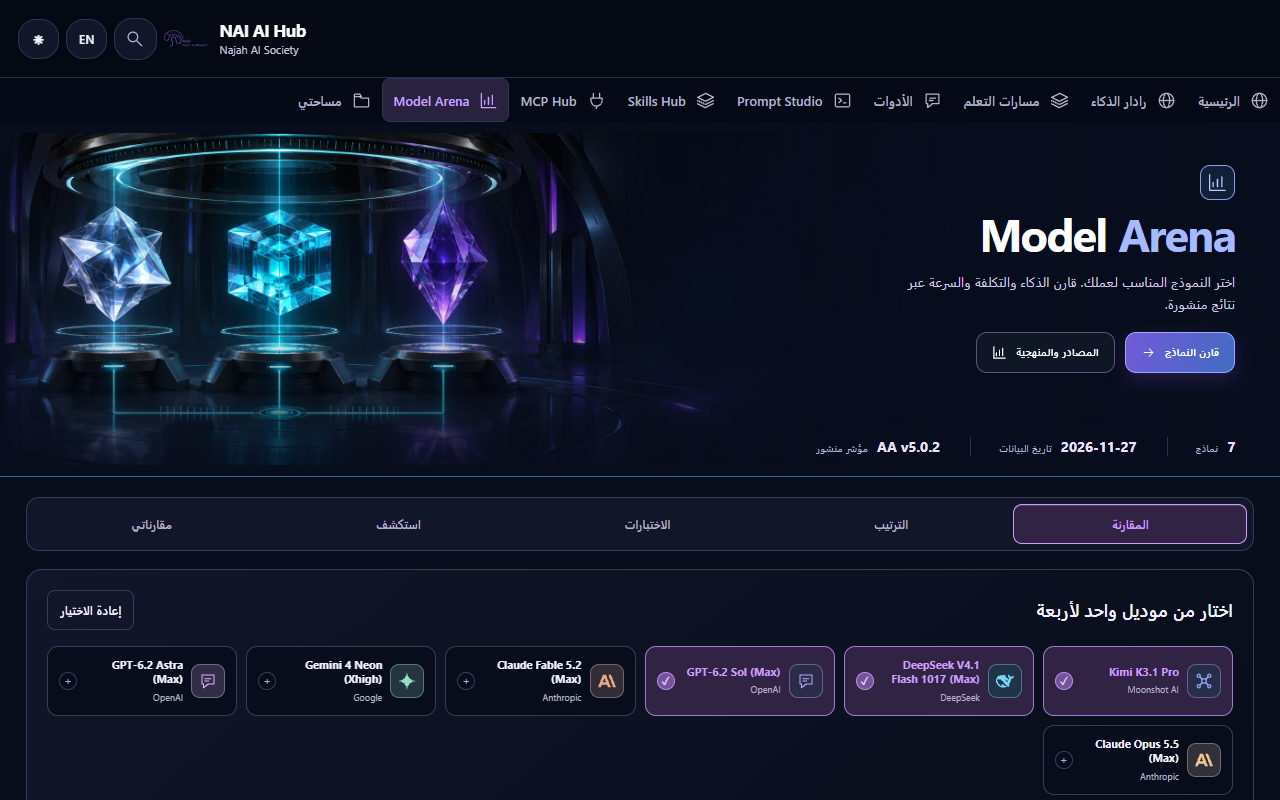 EN
NAI AI Hub
Najah AI Society
الرئيسية
رادار الذكاء
مسارات التعلم
الأدوات
Prompt Studio
Skills Hub
MCP Hub
Model Arena
مساحتي
Model Arena
اختر النموذج المناسب لعملك. قارن الذكاء والتكلفة والسرعة عبر
نتائج منشورة.
قارن النماذج
المصادر والمنهجية
7 نماذج
2026-11-27 تاريخ البيانات
AA v5.0.2 مؤشر منشور
المقارنة
الترتيب
الاختبارات
استكشف
مقارناتي
اختار من موديل واحد لأربعة
إعادة الاختيار
Kimi K3.1 Pro
Moonshot AI
DeepSeek V4.1
Flash 1017 (Max)
DeepSeek
GPT-6.2 Sol (Max)
OpenAI
Claude Fable 5.2
(Max)
Anthropic
Gemini 4 Neon
(Xhigh)
Google
GPT-6.2 Astra
(Max)
OpenAI
Claude Opus 5.5
(Max)
Anthropic